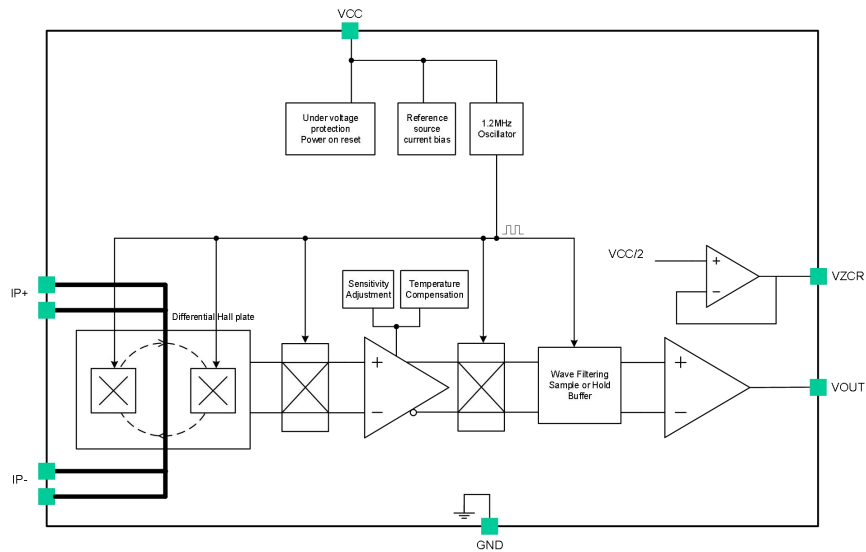 VCC
Under voltage
protection
Power on reset
Reference
source
current bias
1.2MHz
Oscillator
VCC/2
+
−
VZCR
IP+
Differential Hall plate
Sensitivity
Adjustment
Temperature
Compensation
+
−
Wave Filtering
Sample or Hold
Buffer
+
−
VOUT
IP-
GND